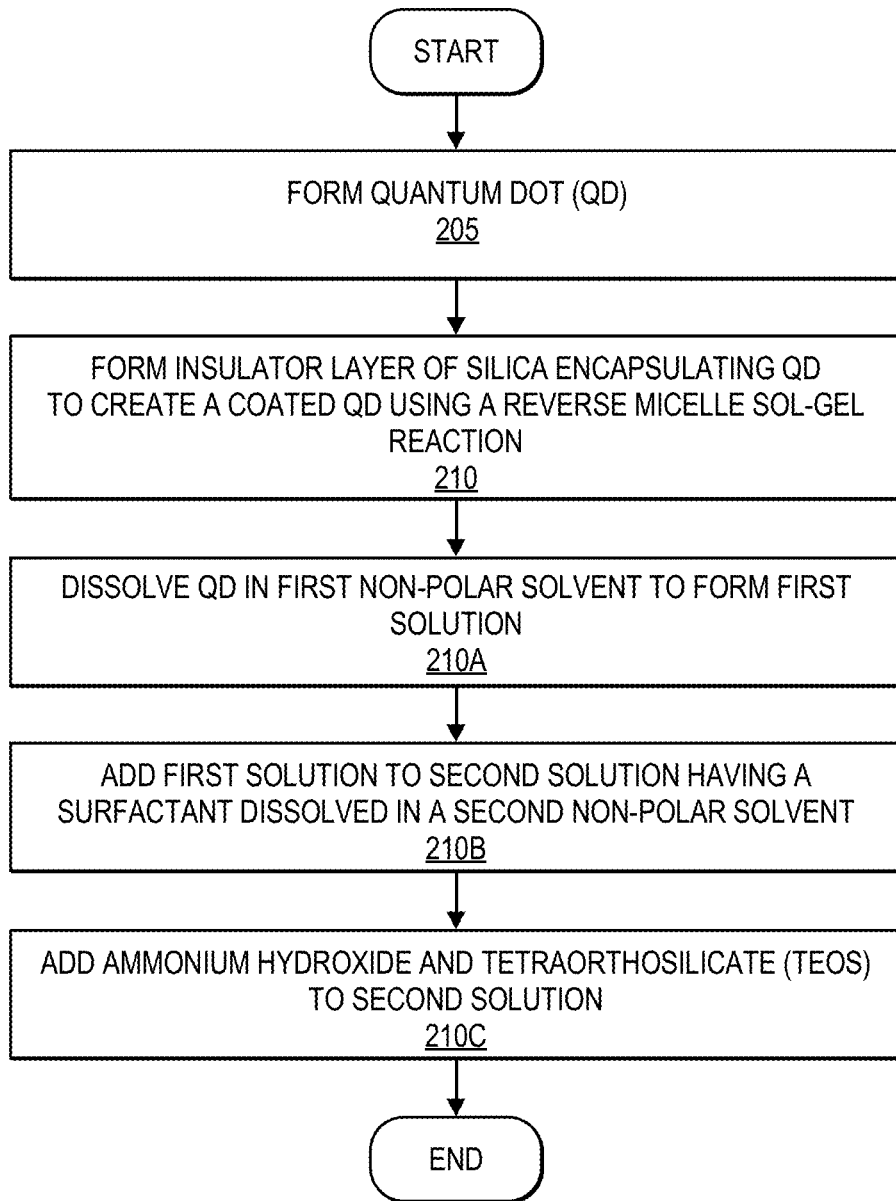 START
FORM QUANTUM DOT (QD)
205
FORM INSULATOR LAYER OF SILICA ENCAPSULATING QD
TO CREATE A COATED QD USING A REVERSE MICELLE SOL-GEL
REACTION
210
DISSOLVE QD IN FIRST NON-POLAR SOLVENT TO FORM FIRST
SOLUTION
210A
ADD FIRST SOLUTION TO SECOND SOLUTION HAVING A
SURFACTANT DISSOLVED IN A SECOND NON-POLAR SOLVENT
210B
ADD AMMONIUM HYDROXIDE AND TETRAORTHOSILICATE (TEOS)
TO SECOND SOLUTION
210C
END